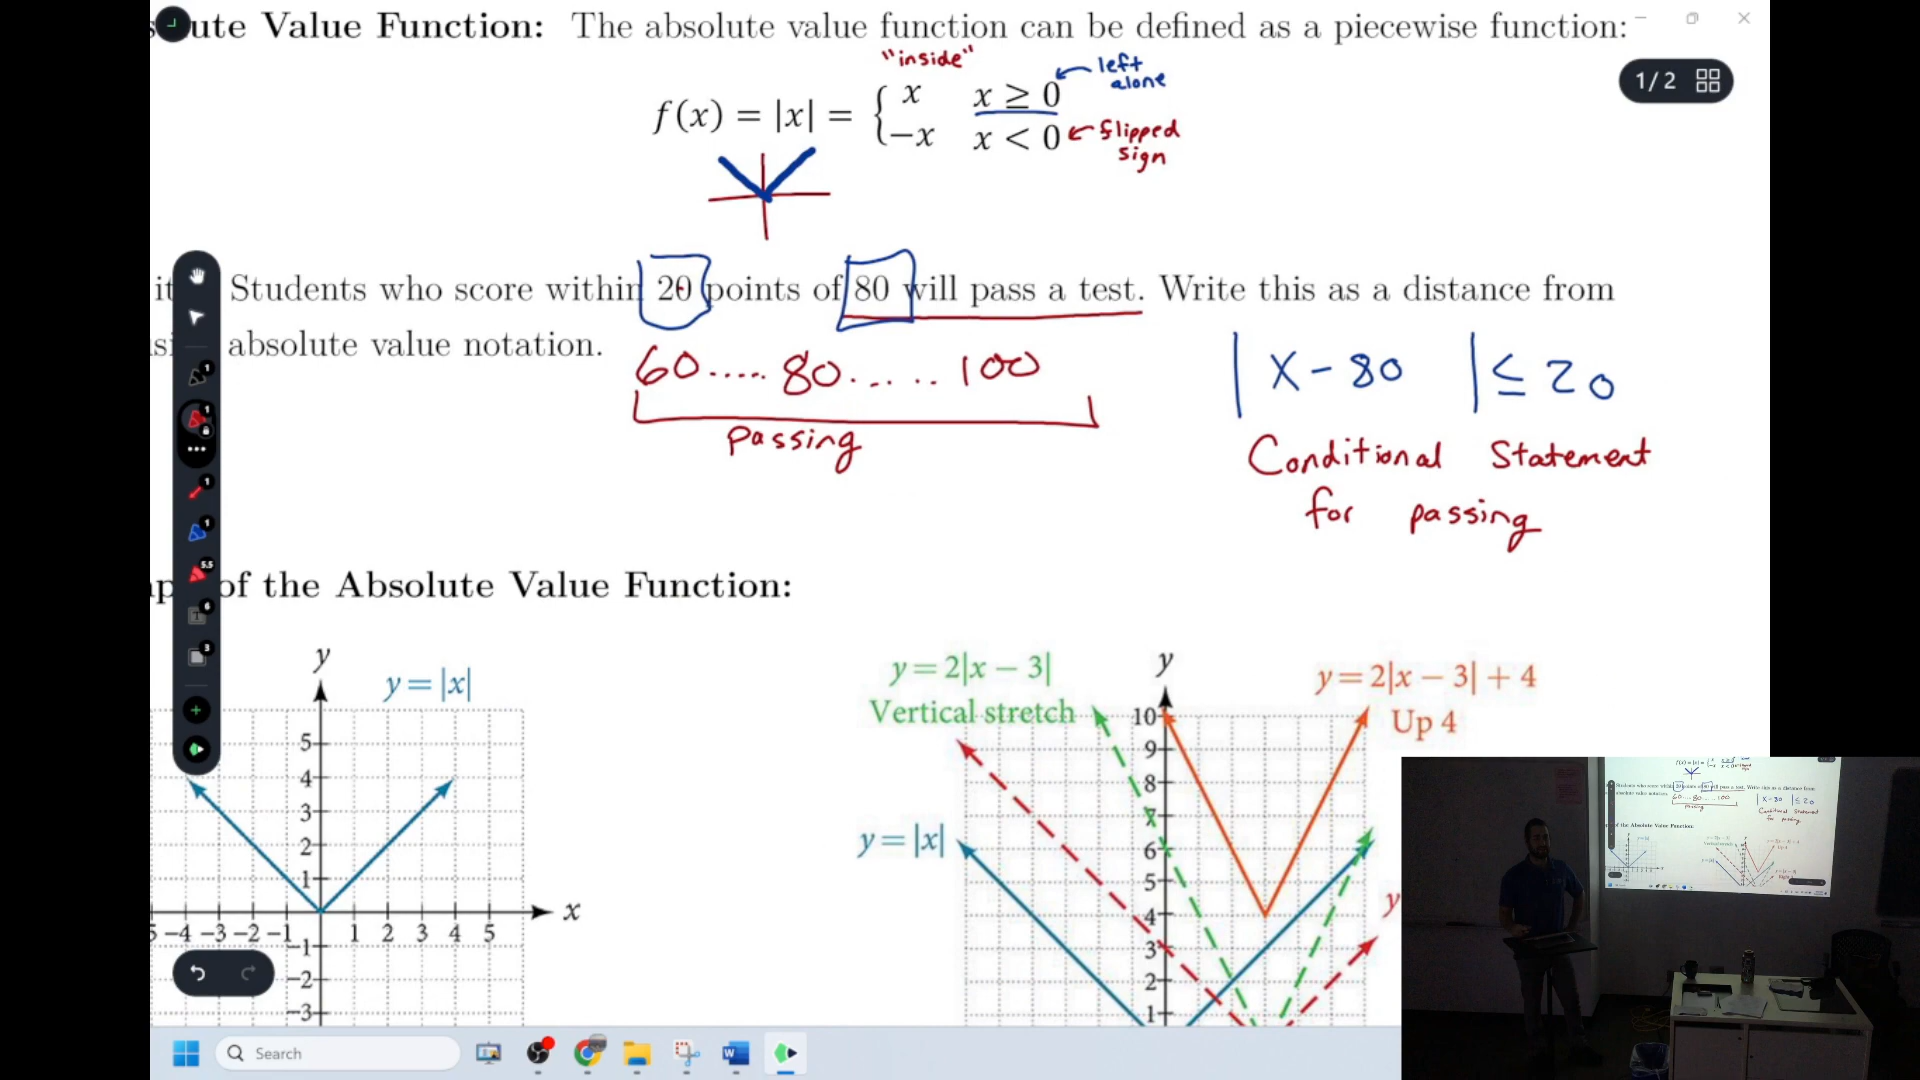 ute Value Function: The absolute value function can be defined as a piecewise function:
"inside"
left alone
f(x) = |x| = { x x ≥ 0
−x x < 0
flipped sign
1/2
Students who score within 20 points of 80 will pass a test. Write this as a distance from
absolute value notation.
60.....80......100
Passing
|x-80 |≤20
Conditional Statement
for passing
of the Absolute Value Function:
y
y=|x|
5
4
3
2
1
−4 −3 −2 −1 1 2 3 4 5
x
−1
−2
−3
y=2|x − 3|
Vertical stretch
y
y=2|x − 3| + 4
Up 4
y=|x|
y
10
9
8
7
6
5
4
3
2
1
Search